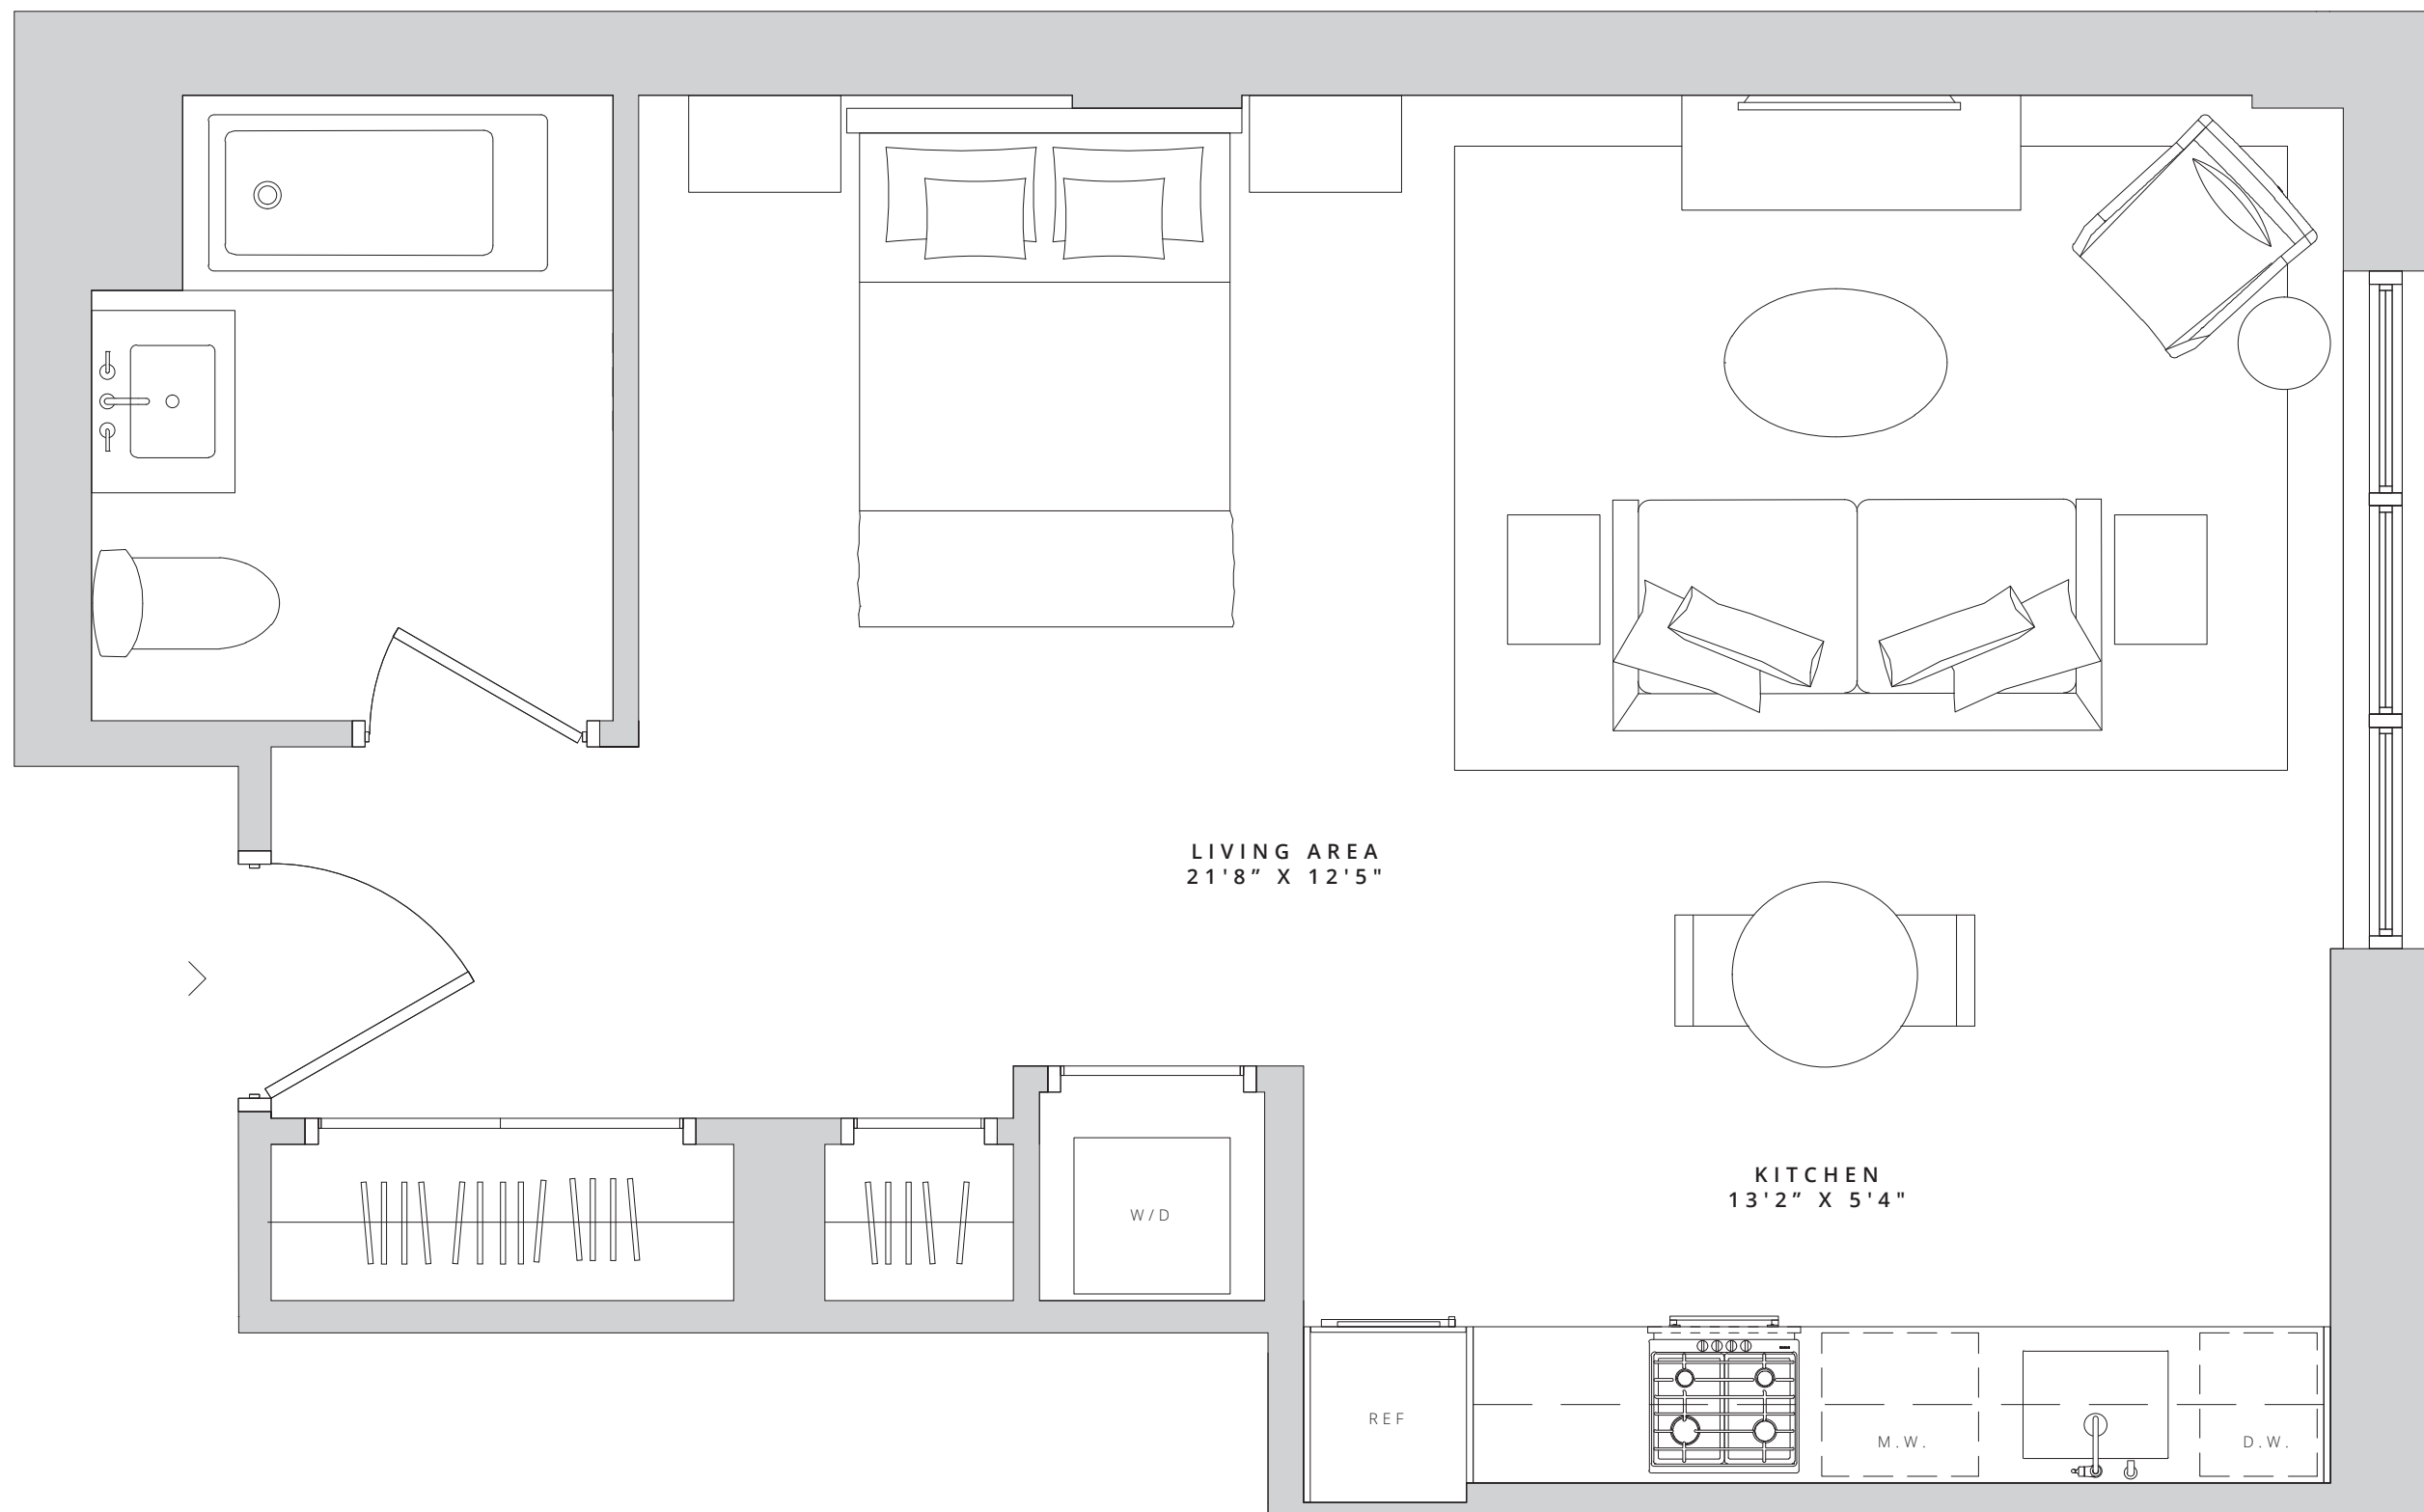 LIVING AREA
21'8” X 12'5"
KITCHEN
13'2” X 5'4"
W/D
REF
M.W.
D.W.